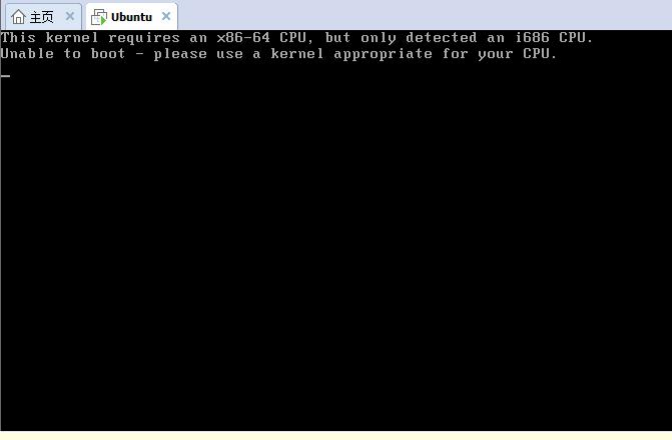 主页 Ubuntu
This kernel requires an x86-64 CPU, but only detected an i686 CPU.
Unable to boot - please use a kernel appropriate for your CPU.